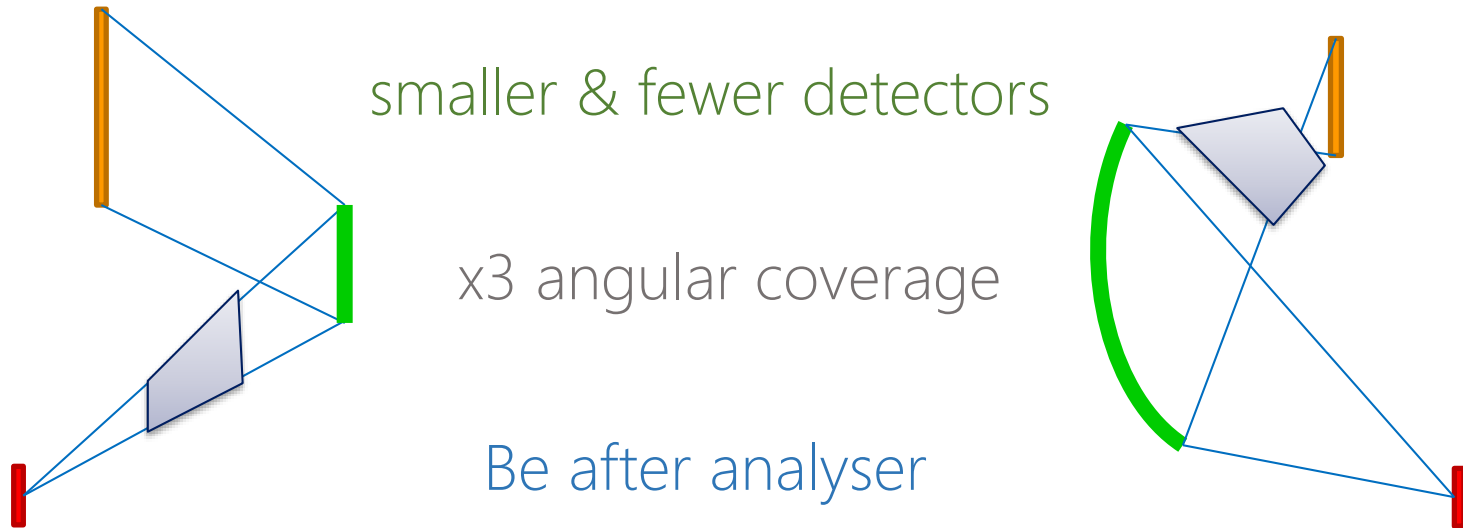 smaller & fewer detectors
x3 angular coverage
Be after analyser